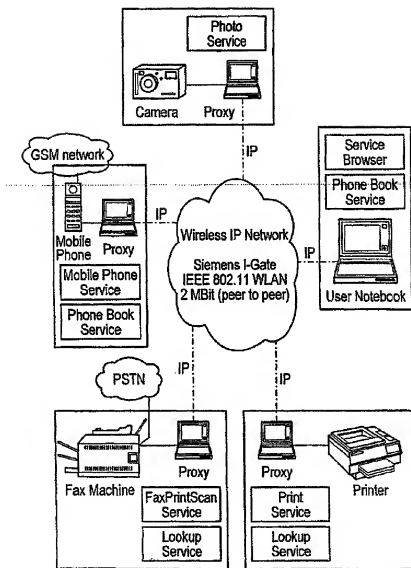 Photo
Service
Camera
Proxy
IP
GSM network
Mobile
Phone
Proxy
Mobile Phone
Service
Phone Book
Service
IP
Wireless IP Network
Siemens I-Gate
IEEE 802.11 WLAN
2 MBit (peer to peer)
IP
Service
Browser
Phone Book
Service
User Notebook
PSTN
IP
IP
Fax Machine
Proxy
FaxPrintScan
Service
Lookup
Service
Proxy
Printer
Print
Service
Lookup
Service